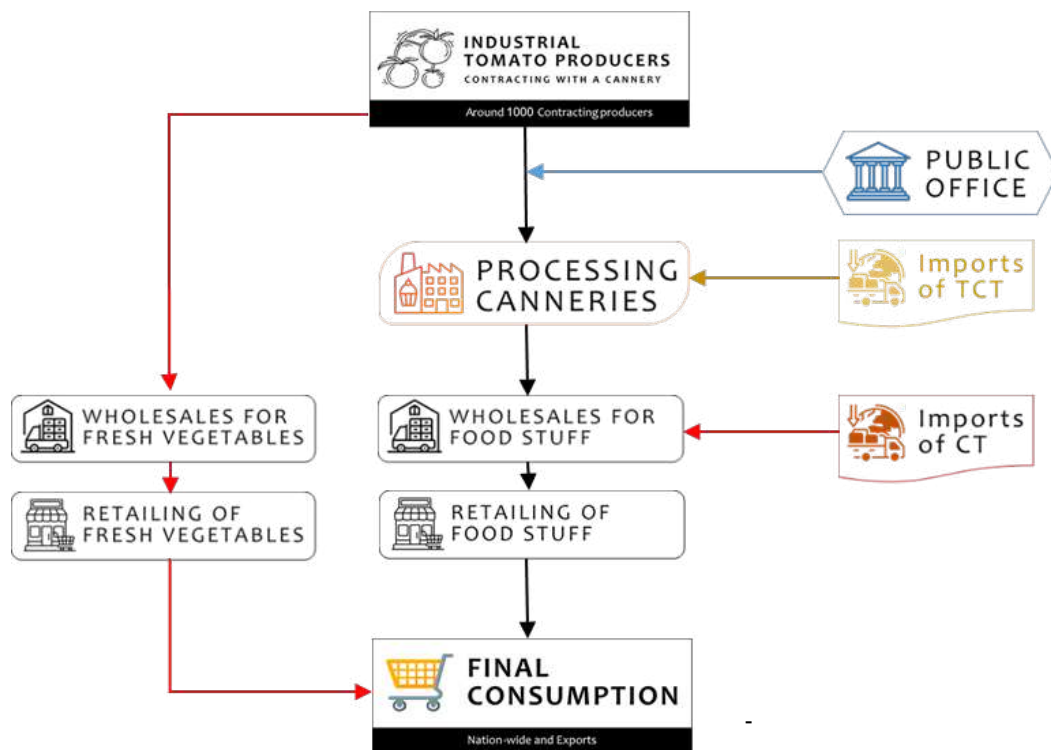 INDUSTRIAL
TOMATO PRODUCERS
CONTRACTING WITH A CANNERY
Around 1000 Contracting producers
PUBLIC
OFFICE
PROCESSING
CANNERIES
Imports
of TCT
WHOLESALES FOR
FRESH VEGETABLES
WHOLESALES FOR
FOOD STUFF
Imports
of CT
RETAILING OF
FRESH VEGETABLES
RETAILING OF
FOOD STUFF
FINAL
CONSUMPTION
Nation-wide and Exports
-